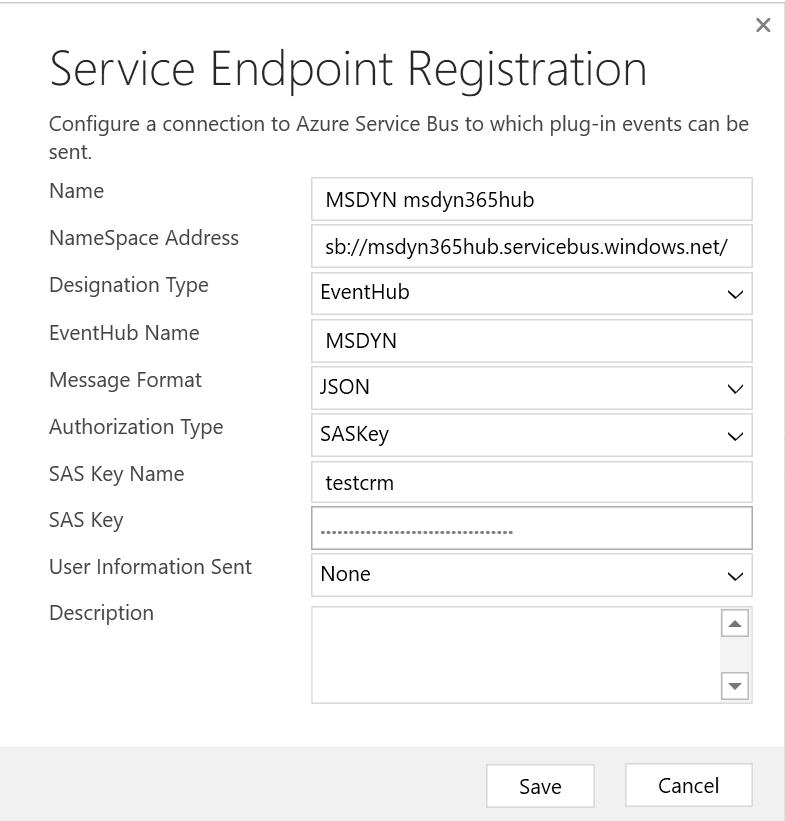 Service Endpoint Registration
Configure a connection to Azure Service Bus to which plug-in events can be
sent.
Name
MSDYN msdyn365hub
NameSpace Address
sb://msdyn365hub.servicebus.windows.net/
Designation Type
EventHub
EventHub Name
MSDYN
Message Format
JSON
Authorization Type
SASKey
SAS Key Name
testcrm
SAS Key
User Information Sent
None
Description
Save
Cancel